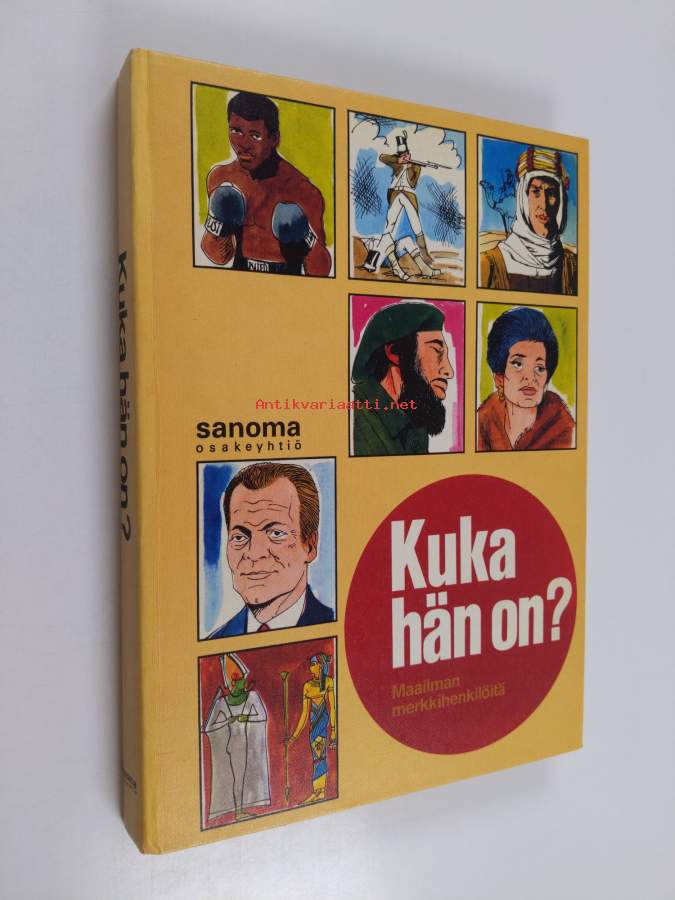 Kuka hän on?
Antikvariaatti.net
sanoma
osakeyhtiö
Kuka
hän on?
Maailman
merkkihenkilöitä